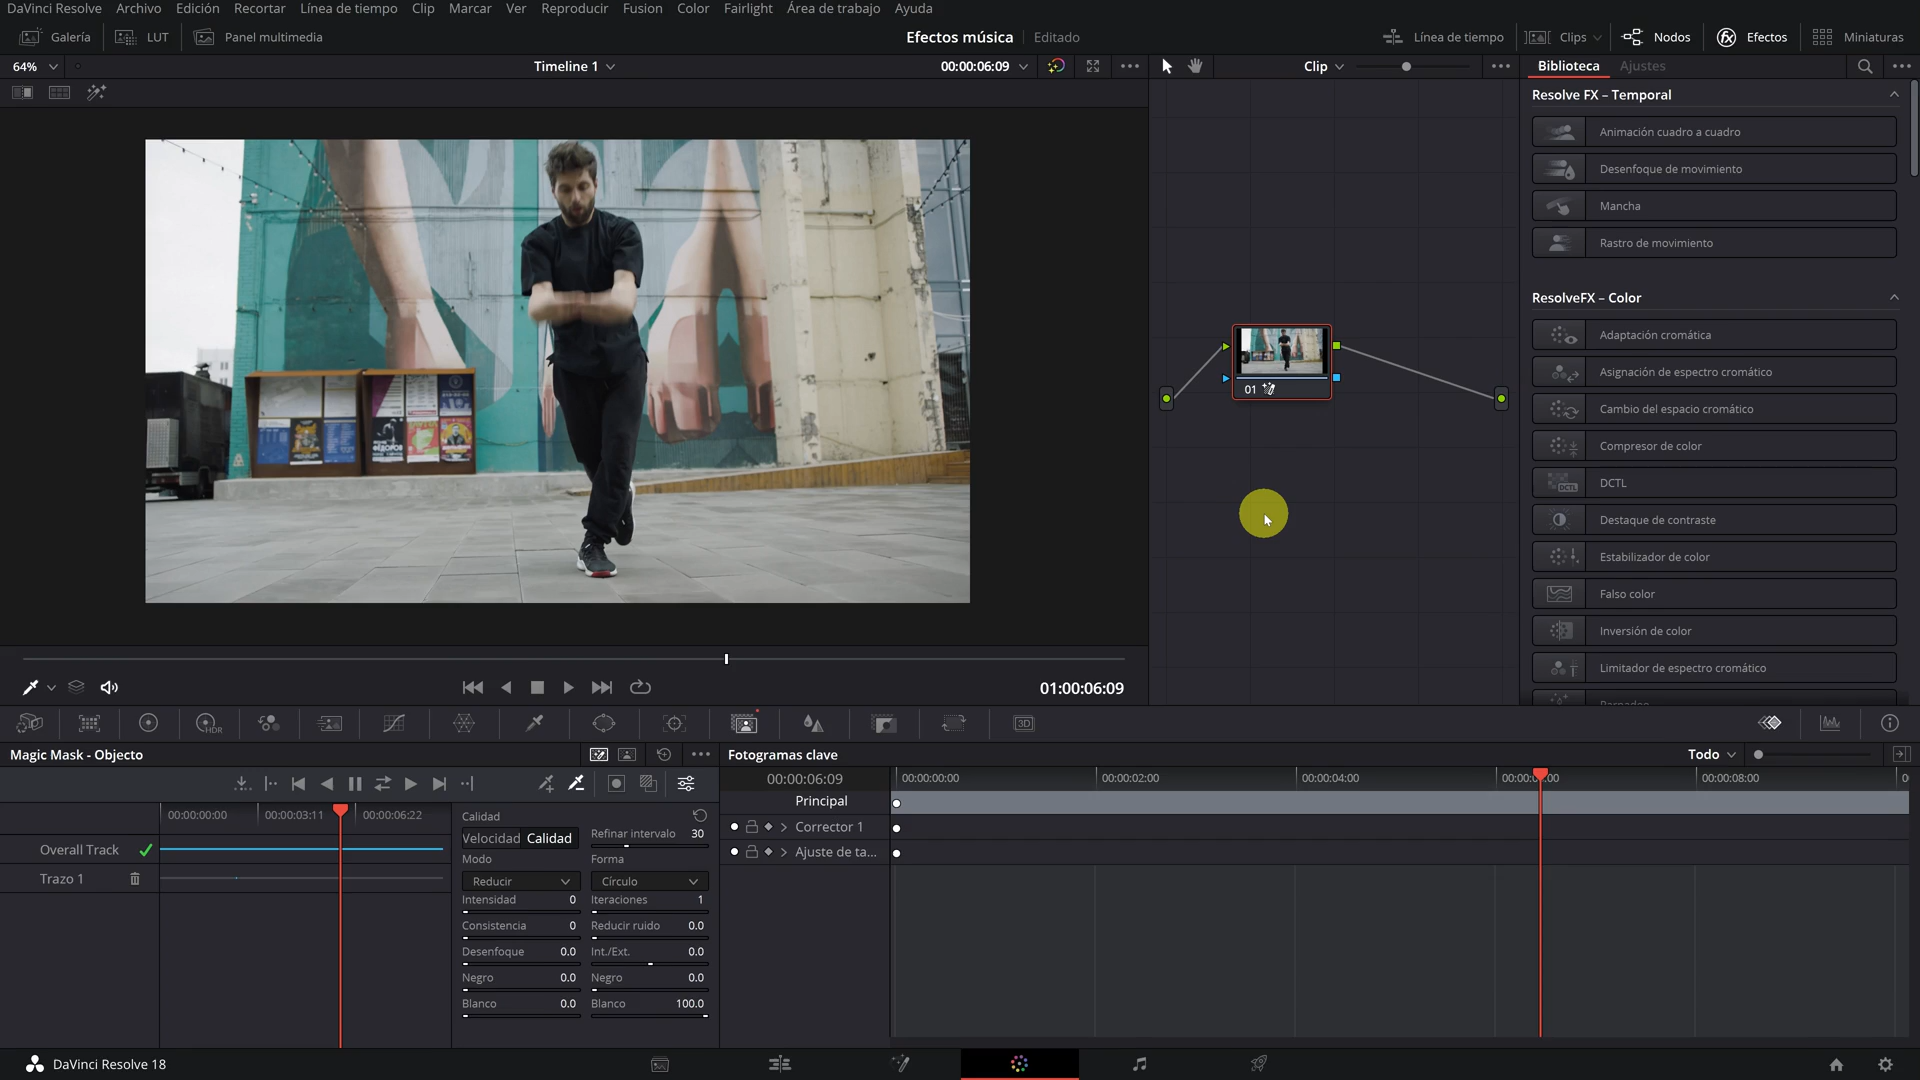 DaVinci Resolve Archivo Edición Recortar Línea de tiempo Clip Marcar Ver Reproducir Fusion Color Fairlight Área de trabajo Ayuda
Galería LUT Panel multimedia Efectos música Editado Línea de tiempo Clips Nodos Efectos Miniaturas
64% Timeline 1 00:00:06:09 Clip Biblioteca Ajustes
Resolve FX – Temporal
Animación cuadro a cuadro
Desenfoque de movimiento
Mancha
Rastro de movimiento
ResolveFX – Color
Adaptación cromática
Asignación de espectro cromático
Cambio del espacio cromático
Compresor de color
DCTL
Destaque de contraste
Estabilizador de color
Falso color
Inversión de color
Limitador de espectro cromático
01
01:00:06:09
HDR
3D
Magic Mask - Objecto
00:00:00:00 00:00:03:11 00:00:06:22
Overall Track
Trazo 1
Calidad
Velocidad Calidad Refinar intervalo 30
Modo Forma
Reducir Círculo
Intensidad 0 Iteraciones 1
Consistencia 0 Reducir ruido 0.0
Desenfoque 0.0 Int./Ext. 0.0
Negro 0.0 Negro 0.0
Blanco 0.0 Blanco 100.0
Fotogramas clave Todo
00:00:06:09 00:00:00:00 00:00:02:00 00:00:04:00 00:00:08:00
Principal
Corrector 1
Ajuste de ta...
DaVinci Resolve 18